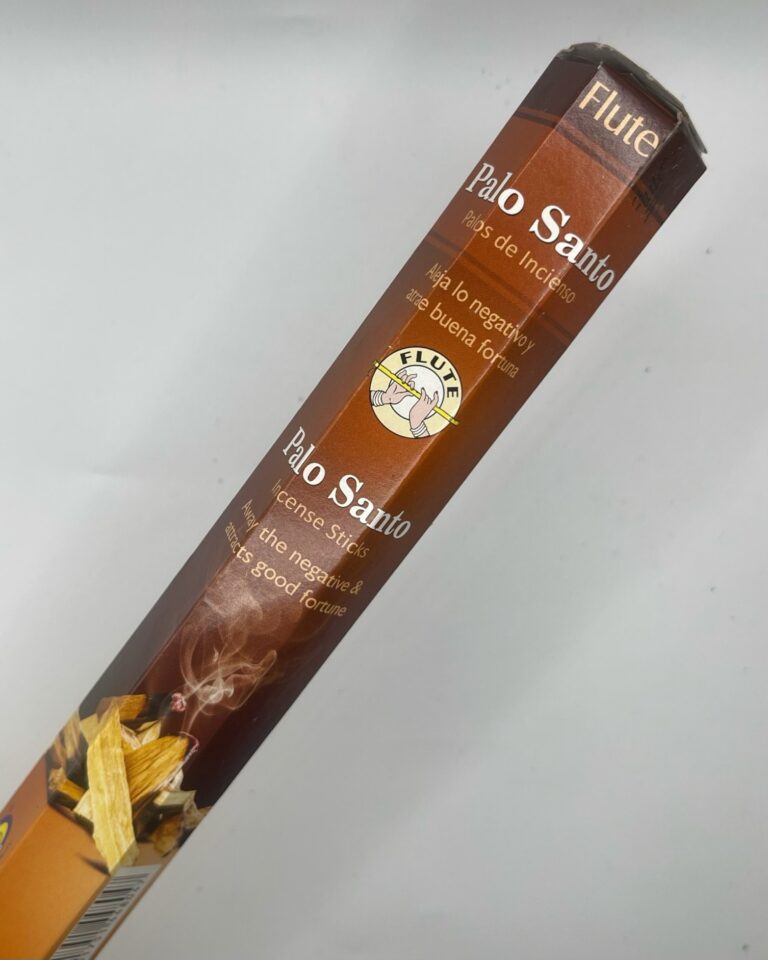 Flute
Palo Santo
Palos de Incienso
Aleja lo negativo y
atrae buena fortuna
FLUTE
Palo Santo
Incense Sticks
Away the negative &
attracts good fortune